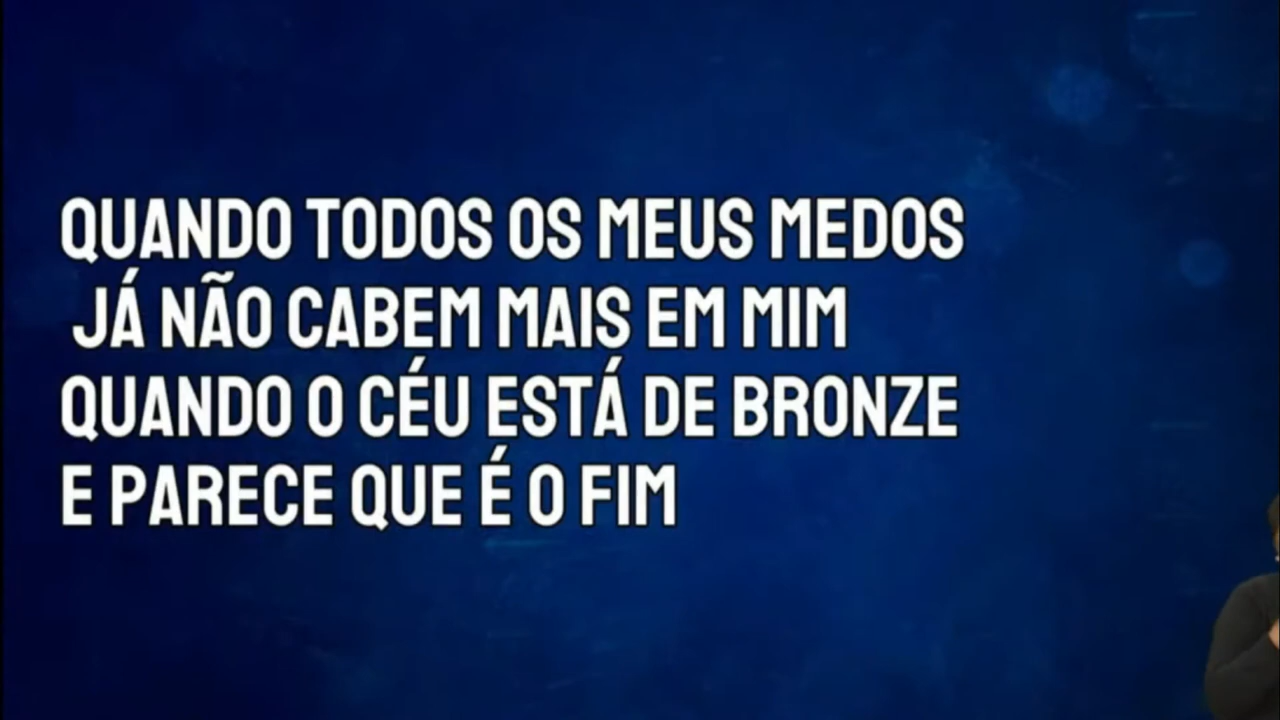 QUANDO TODOS OS MEUS MEDOS
JÁ NÃO CABEM MAIS EM MIM
QUANDO O CÉU ESTÁ DE BRONZE
E PARECE QUE É O FIM